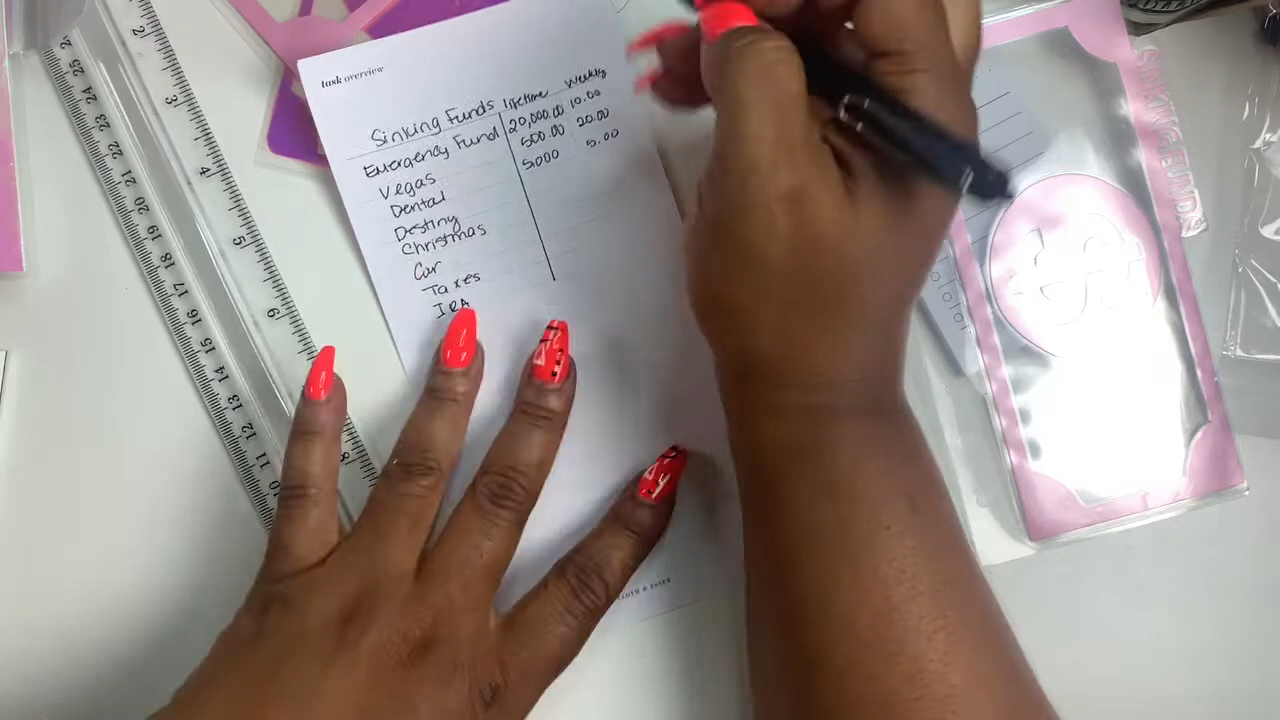 task overview
Sinking Funds lifetime Weekly
Emergency Fund 20,000.00 10.00
Vegas 500.00 20.00
Dental 5,000 5.00
Destiny
Christmas
Car
Taxes
IRA
SINKING FUNDS